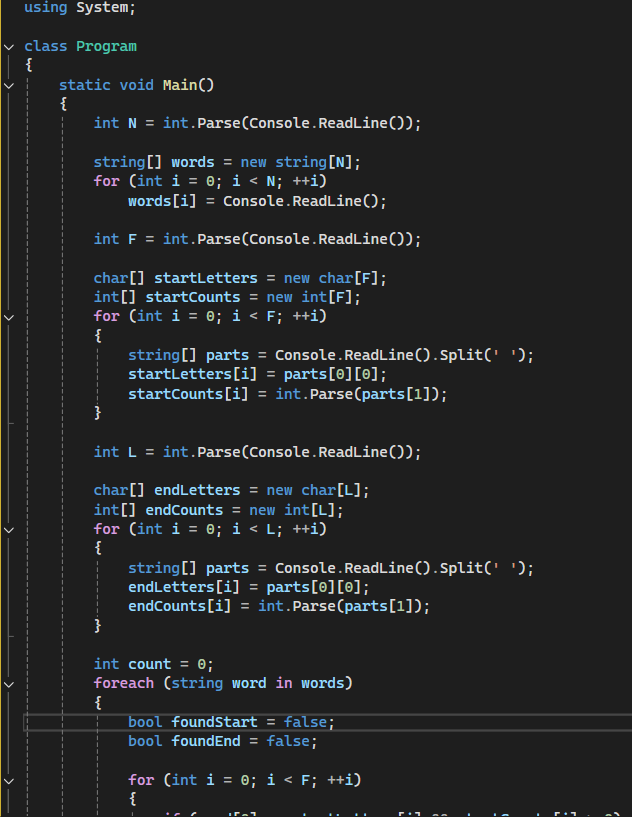 using System;
class Program
{
static void Main()
{
int N = int.Parse(Console.ReadLine());
string[] words = new string[N];
for (int i = 0; i < N; ++i)
words[i] = Console.ReadLine();
int F = int.Parse(Console.ReadLine());
char[] startLetters = new char[F];
int[] startCounts = new int[F];
for (int i = 0; i < F; ++i)
{
string[] parts = Console.ReadLine().Split(' ');
startLetters[i] = parts[0][0];
startCounts[i] = int.Parse(parts[1]);
}
int L = int.Parse(Console.ReadLine());
char[] endLetters = new char[L];
int[] endCounts = new int[L];
for (int i = 0; i < L; ++i)
{
string[] parts = Console.ReadLine().Split(' ');
endLetters[i] = parts[0][0];
endCounts[i] = int.Parse(parts[1]);
}
int count = 0;
foreach (string word in words)
{
bool foundStart = false;
bool foundEnd = false;
for (int i = 0; i < F; ++i)
{